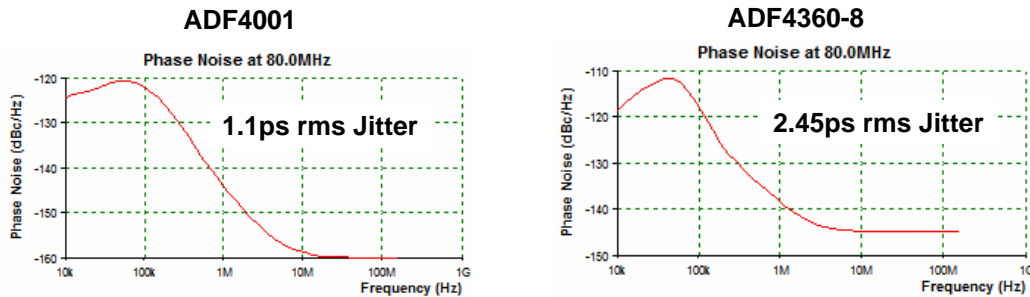 ADF4001
Phase Noise at 80.0MHz
Phase Noise (dBc/Hz)
-120
-130
-140
-150
-160
1.1ps rms Jitter
10k
100k
1M
10M
100M
1G
Frequency (Hz)
ADF4360-8
Phase Noise at 80.0MHz
Phase Noise (dBc/Hz)
-110
-120
-130
-140
-150
2.45ps rms Jitter
10k
100k
1M
10M
100M
1G
Frequency (Hz)